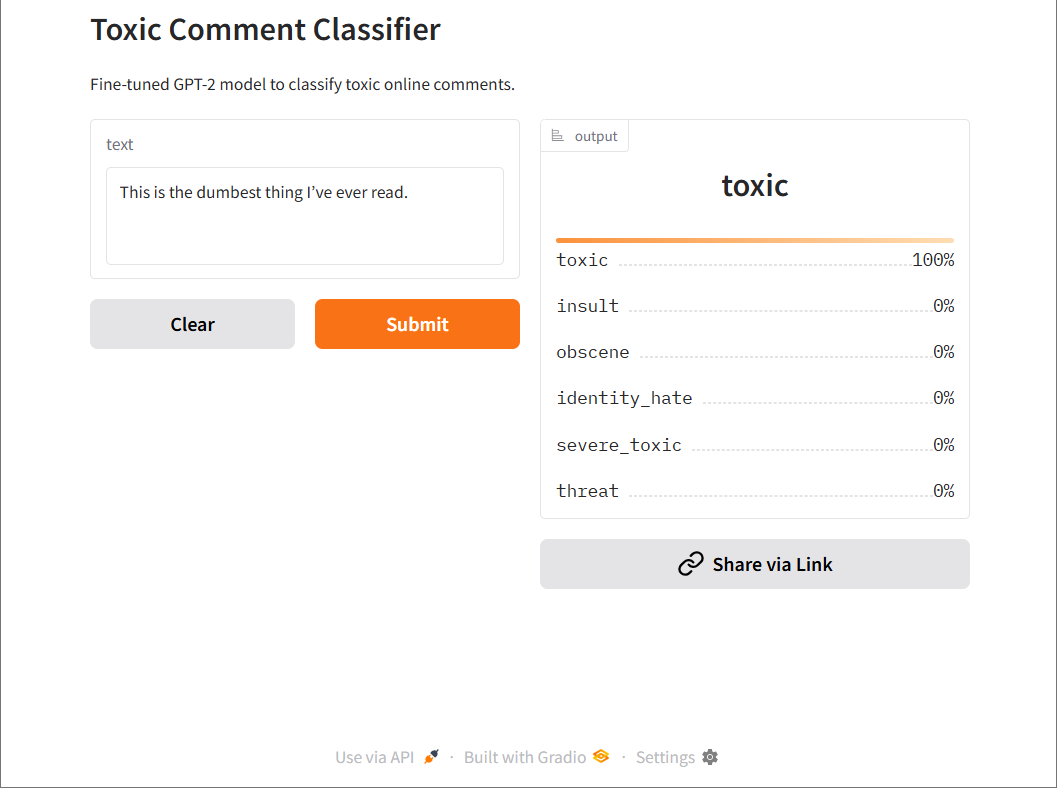 Toxic Comment Classifier
Fine-tuned GPT-2 model to classify toxic online comments.
text
This is the dumbest thing I’ve ever read.
Clear
Submit
output
toxic
toxic 100%
insult 0%
obscene 0%
identity_hate 0%
severe_toxic 0%
threat 0%
Share via Link
Use via API · Built with Gradio · Settings